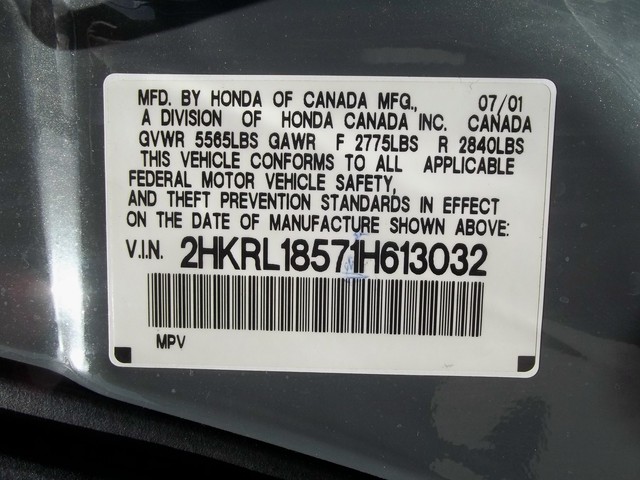 MFD. BY HONDA OF CANADA MFG., 07/01
A DIVISION OF HONDA CANADA INC. CANADA
GVWR 5565LBS GAWR F 2775LBS R 2840LBS
THIS VEHICLE CONFORMS TO ALL APPLICABLE
FEDERAL MOTOR VEHICLE SAFETY,
AND THEFT PREVENTION STANDARDS IN EFFECT
ON THE DATE OF MANUFACTURE SHOWN ABOVE:
V.I.N. 2HKRL18571H613032
MPV